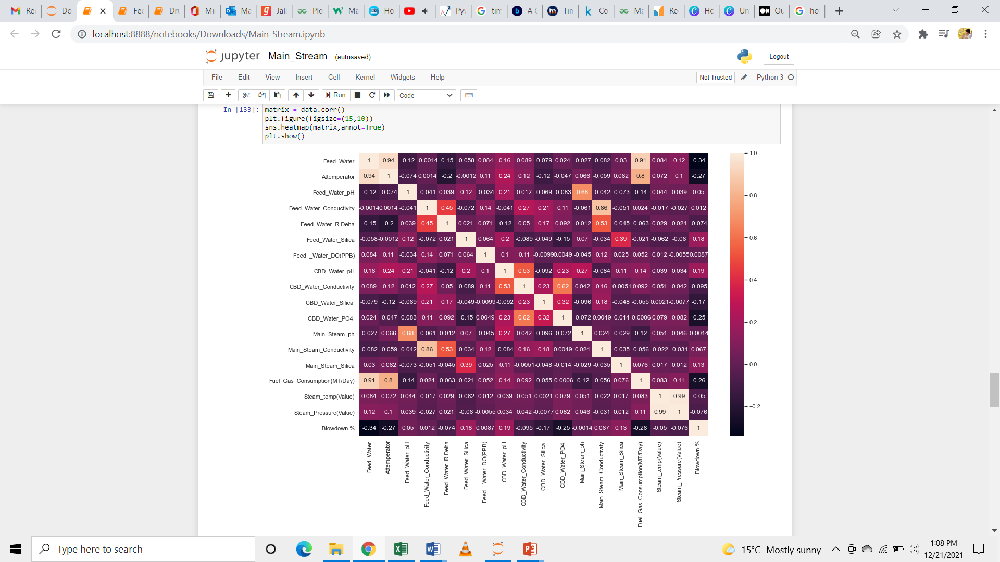 Rec Do Fee Dru Mic Ma Jala Plo Ma Ho Pyt tim A C Tim Co Ma Re Ho Un Ou ho
localhost:8888/notebooks/Downloads/Main_Stream.ipynb
jupyter Main_Stream (autosaved) Logout
File Edit View Insert Cell Kernel Widgets Help Not Trusted Python 3
Run Code
In [133]: matrix = data.corr()
plt.figure(figsize=(15,10))
sns.heatmap(matrix,annot=True)
plt.show()
Feed_Water 1 0.94 -0.12 -0.0014 -0.15 -0.058 0.084 0.16 0.089 -0.079 0.024 -0.027 -0.082 0.03 0.91 0.084 0.12 -0.34
Attemperator 0.94 1 -0.074 0.0014 -0.2 -0.0012 0.11 0.24 0.12 -0.12 -0.047 0.066 -0.059 0.062 0.8 0.072 0.1 -0.27
Feed_Water_pH -0.12 -0.074 1 -0.041 0.039 0.12 -0.034 0.21 0.012 -0.069 -0.083 0.68 -0.042 -0.073 -0.14 0.044 0.039 0.05
Feed_Water_Conductivity -0.0014 0.0014 -0.041 1 0.45 -0.072 0.14 -0.041 0.27 0.21 0.11 -0.061 0.86 -0.051 0.024 -0.017 -0.027 0.012
Feed_Water_R Deha -0.15 -0.2 0.039 0.45 1 0.021 0.071 -0.12 0.05 0.17 0.092 -0.012 0.53 -0.045 -0.063 0.029 0.021 -0.074
Feed_Water_Silica -0.058 -0.0012 0.12 -0.072 0.021 1 0.064 0.2 -0.089 -0.049 -0.15 0.07 -0.034 0.39 -0.021 -0.062 -0.06 0.18
Feed _Water_DO(PPB) 0.084 0.11 -0.034 0.14 0.071 0.064 1 0.1 0.11 -0.0099 0.0049 -0.045 0.12 0.025 0.052 0.012 -0.0055 0.0087
CBD_Water_pH 0.16 0.24 0.21 -0.041 -0.12 0.2 0.1 1 0.53 -0.092 0.23 0.27 -0.084 0.11 0.14 0.039 0.034 0.19
CBD_Water_Conductivity 0.089 0.12 0.012 0.27 0.05 -0.089 0.11 0.53 1 0.23 0.62 0.042 0.16 -0.0051 0.092 0.051 0.042 -0.095
CBD_Water_Silica -0.079 -0.12 -0.069 0.21 0.17 -0.049 -0.0099 -0.092 0.23 1 0.32 -0.096 0.18 -0.048 -0.055 0.0021 -0.0077 -0.17
CBD_Water_PO4 0.024 -0.047 -0.083 0.11 0.092 -0.15 0.0049 0.23 0.62 0.32 1 -0.072 0.0049 -0.014 -0.0006 0.079 0.082 -0.25
Main_Steam_ph -0.027 0.066 0.68 -0.061 -0.012 0.07 -0.045 0.27 0.042 -0.096 -0.072 1 0.024 -0.029 -0.12 0.051 0.046 -0.0014
Main_Steam_Conductivity -0.082 -0.059 -0.042 0.86 0.53 -0.034 0.12 -0.084 0.16 0.18 0.0049 0.024 1 -0.035 -0.056 -0.022 -0.031 0.067
Main_Steam_Silica 0.03 0.062 -0.073 -0.051 -0.045 0.39 0.025 0.11 -0.0051 -0.048 -0.014 -0.029 -0.035 1 0.076 0.017 0.012 0.13
Fuel_Gas_Consumption(MT/Day) 0.91 0.8 -0.14 0.024 -0.063 -0.021 0.052 0.14 0.092 -0.055 -0.0006 -0.12 -0.056 0.076 1 0.083 0.11 -0.26
Steam_temp(Value) 0.084 0.072 0.044 -0.017 0.029 -0.062 0.012 0.039 0.051 0.0021 0.079 0.051 -0.022 0.017 0.083 1 0.99 -0.05
Steam_Pressure(Value) 0.12 0.1 0.039 -0.027 0.021 -0.06 -0.0055 0.034 0.042 -0.0077 0.082 0.046 -0.031 0.012 0.11 0.99 1 -0.076
Blowdown % -0.34 -0.27 0.05 0.012 -0.074 0.18 0.0087 0.19 -0.095 -0.17 -0.25 -0.0014 0.067 0.13 -0.26 -0.05 -0.076 1
1.0
0.8
0.6
0.4
0.2
0.0
-0.2
Feed_Water
Attemperator
Feed_Water_pH
Feed_Water_Conductivity
Feed_Water_R Deha
Feed_Water_Silica
Feed _Water_DO(PPB)
CBD_Water_pH
CBD_Water_Conductivity
CBD_Water_Silica
CBD_Water_PO4
Main_Steam_ph
Main_Steam_Conductivity
Main_Steam_Silica
Fuel_Gas_Consumption(MT/Day)
Steam_temp(Value)
Steam_Pressure(Value)
Blowdown %
Type here to search 15°C Mostly sunny 1:08 PM
12/21/2021